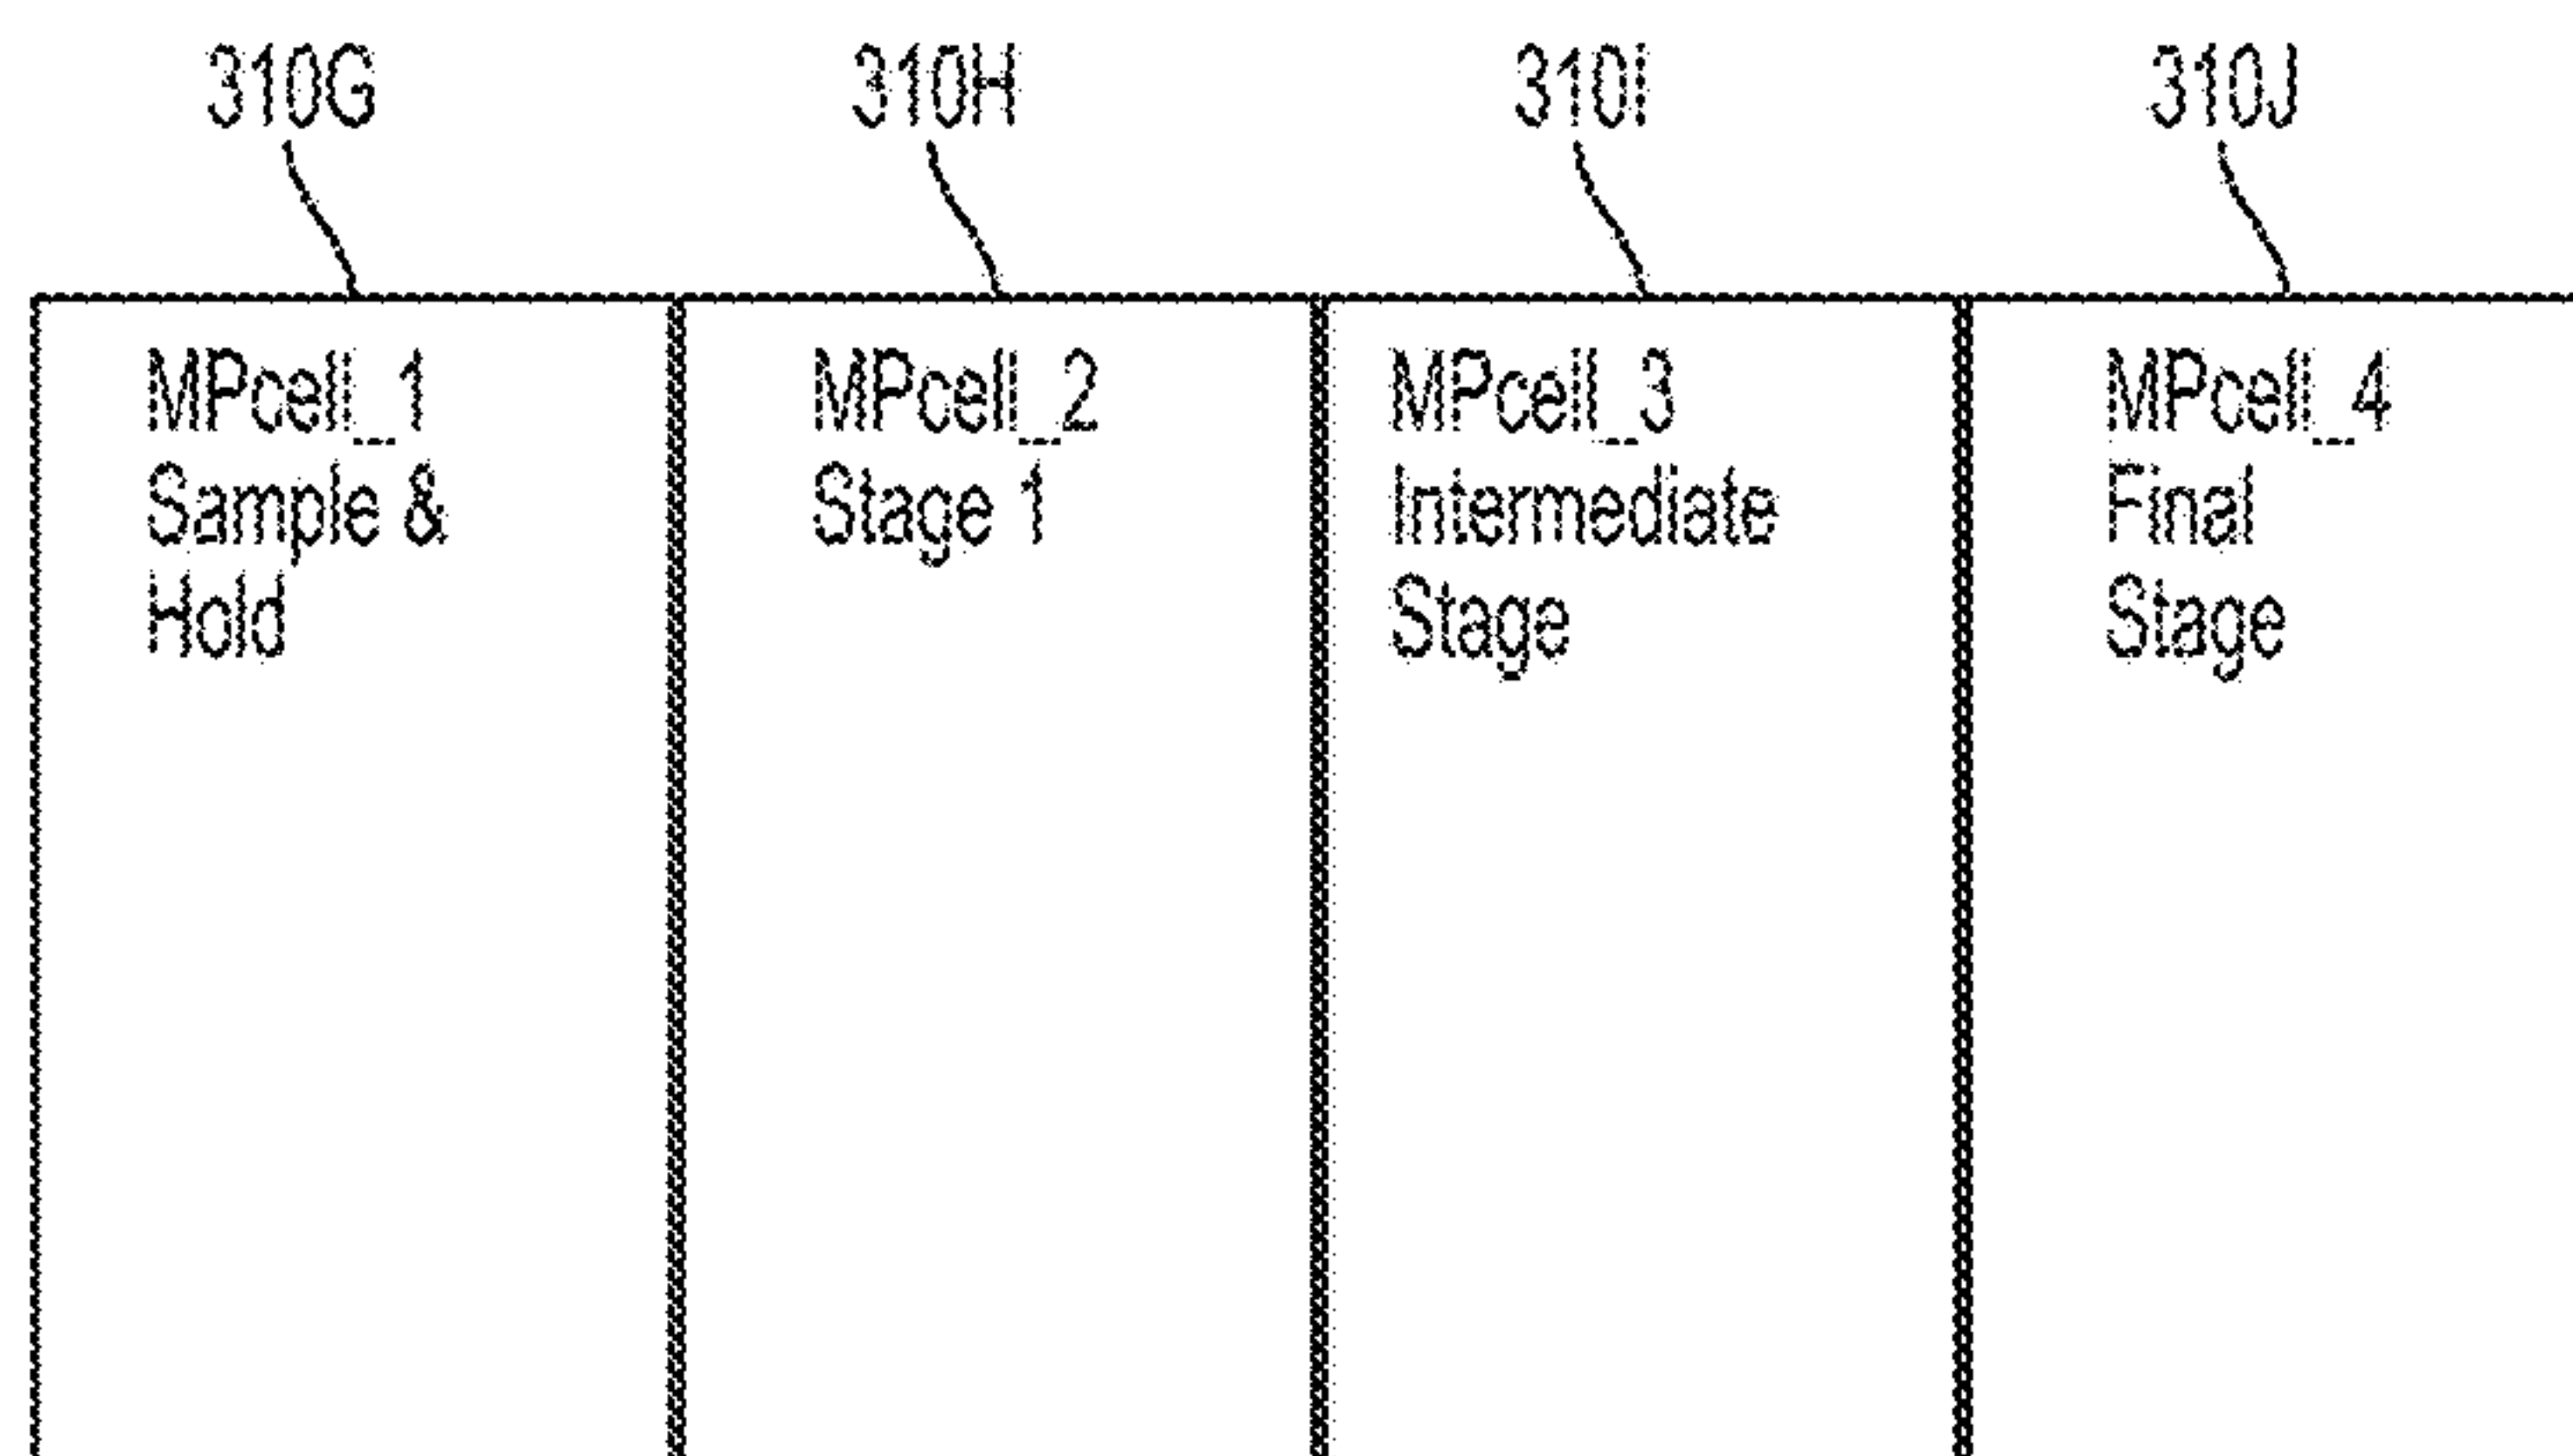 310G 310H 310I 310J
MPcell_1
Sample &
Hold
MPcell_2
Stage 1
MPcell_3
Intermediate
Stage
MPcell_4
Final
Stage